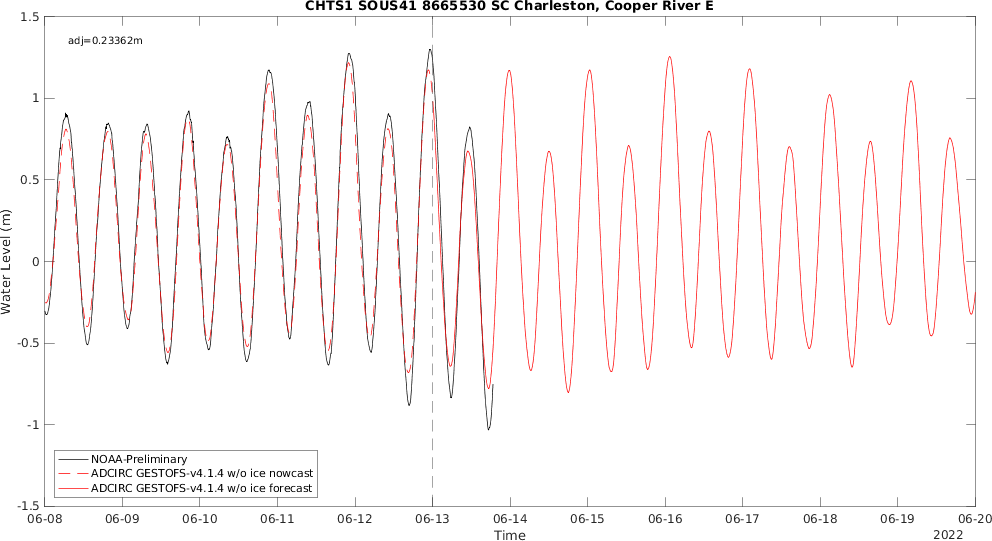 CHTS1 SOUS41 8665530 SC Charleston, Cooper River E
adj=0.23362m
1.5
1
0.5
0
-0.5
-1
-1.5
Water Level (m)
NOAA-Preliminary
ADCIRC GESTOFS-v4.1.4 w/o ice nowcast
ADCIRC GESTOFS-v4.1.4 w/o ice forecast
06-08 06-09 06-10 06-11 06-12 06-13 06-14 06-15 06-16 06-17 06-18 06-19 06-20
Time
2022